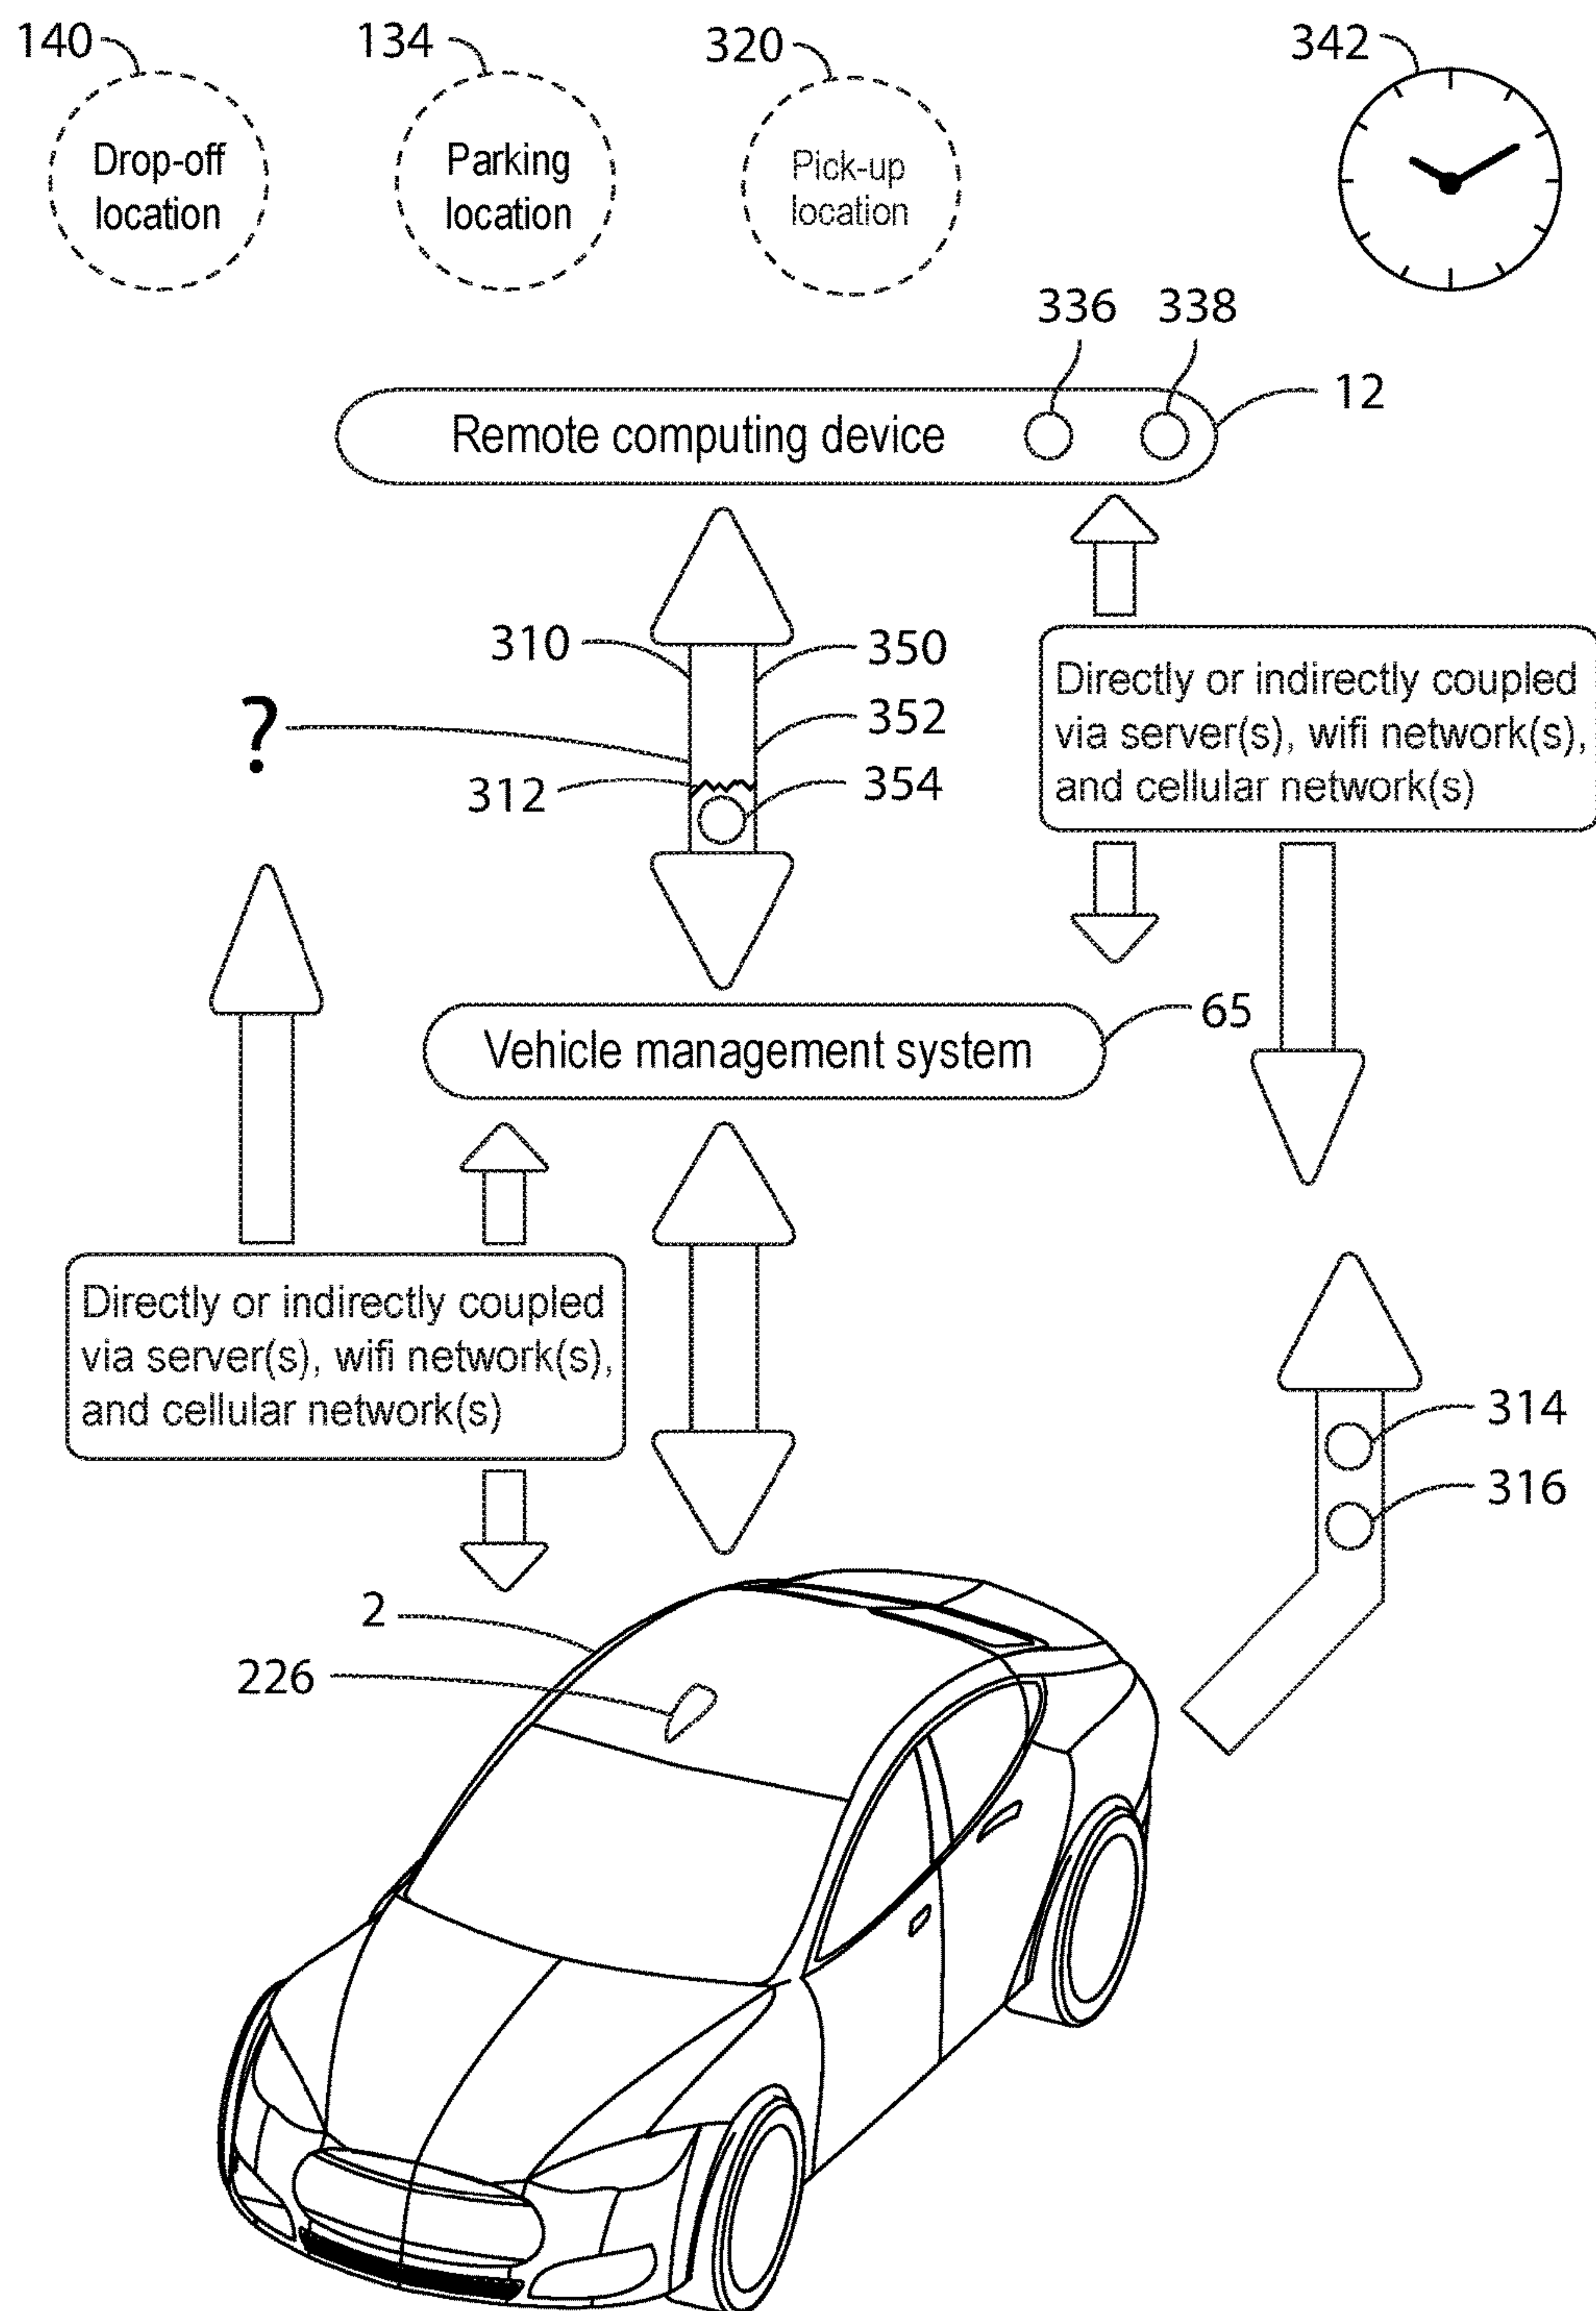 140
134
320
342
Drop-off
location
Parking
location
Pick-up
location
336
338
12
Remote computing device
310
350
352
?
312
354
Directly or indirectly coupled
via server(s), wifi network(s),
and cellular network(s)
65
Vehicle management system
Directly or indirectly coupled
via server(s), wifi network(s),
and cellular network(s)
314
316
2
226